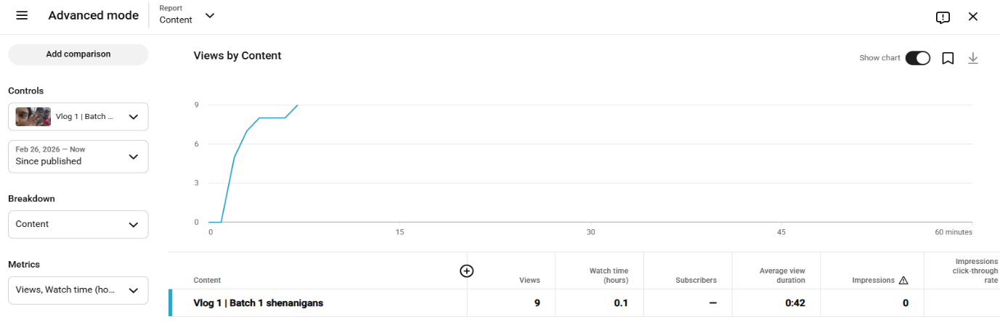 Advanced mode
Report
Content
Add comparison
Controls
Vlog 1 | Batch ...
Feb 26, 2026 — Now
Since published
Breakdown
Content
Metrics
Views, Watch time (ho...
Views by Content
Show chart
9
6
3
0
0 15 30 45 60 minutes
Content
Views
Watch time
(hours)
Subscribers
Average view
duration
Impressions
Impressions
click-through
rate
Vlog 1 | Batch 1 shenanigans 9 0.1 — 0:42 0